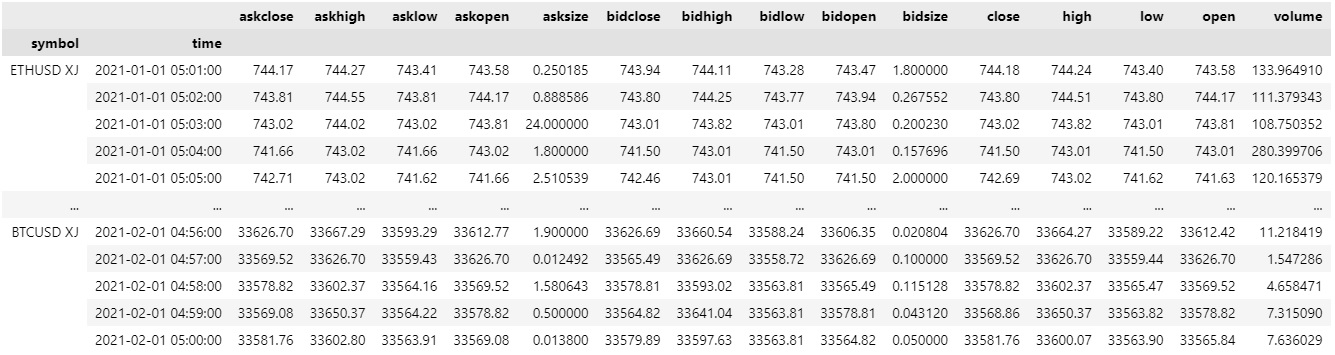 askclose askhigh asklow askopen asksize bidclose bidhigh bidlow bidopen bidsize close high low open volume
symbol time
ETHUSD XJ 2021-01-01 05:01:00 744.17 744.27 743.41 743.58 0.250185 743.94 744.11 743.28 743.47 1.800000 744.18 744.24 743.40 743.58 133.964910
2021-01-01 05:02:00 743.81 744.55 743.81 744.17 0.888586 743.80 744.25 743.77 743.94 0.267552 743.80 744.51 743.80 744.17 111.379343
2021-01-01 05:03:00 743.02 744.02 743.02 743.81 24.000000 743.01 743.82 743.01 743.80 0.200230 743.02 743.82 743.01 743.81 108.750352
2021-01-01 05:04:00 741.66 743.02 741.66 743.02 1.800000 741.50 743.01 741.50 743.01 0.157696 741.50 743.01 741.50 743.01 280.399706
2021-01-01 05:05:00 742.71 743.02 741.62 741.66 2.510539 742.46 743.01 741.50 741.50 2.000000 742.69 743.02 741.62 741.63 120.165379
... ... ... ... ... ... ... ... ... ... ... ... ... ... ... ... ...
BTCUSD XJ 2021-02-01 04:56:00 33626.70 33667.29 33593.29 33612.77 1.900000 33626.69 33660.54 33588.24 33606.35 0.020804 33626.70 33664.27 33589.22 33612.42 11.218419
2021-02-01 04:57:00 33569.52 33626.70 33559.43 33626.70 0.012492 33565.49 33626.69 33558.72 33626.69 0.100000 33569.52 33626.70 33559.44 33626.70 1.547286
2021-02-01 04:58:00 33578.82 33602.37 33564.16 33569.52 1.580643 33578.81 33593.02 33563.81 33565.49 0.115128 33578.82 33602.37 33565.47 33569.52 4.658471
2021-02-01 04:59:00 33569.08 33650.37 33564.22 33578.82 0.500000 33564.82 33641.04 33563.81 33578.81 0.043120 33568.86 33650.37 33563.82 33578.82 7.315090
2021-02-01 05:00:00 33581.76 33602.80 33563.91 33569.08 0.013800 33579.89 33597.63 33563.81 33564.82 0.050000 33581.76 33600.07 33563.90 33565.84 7.636029